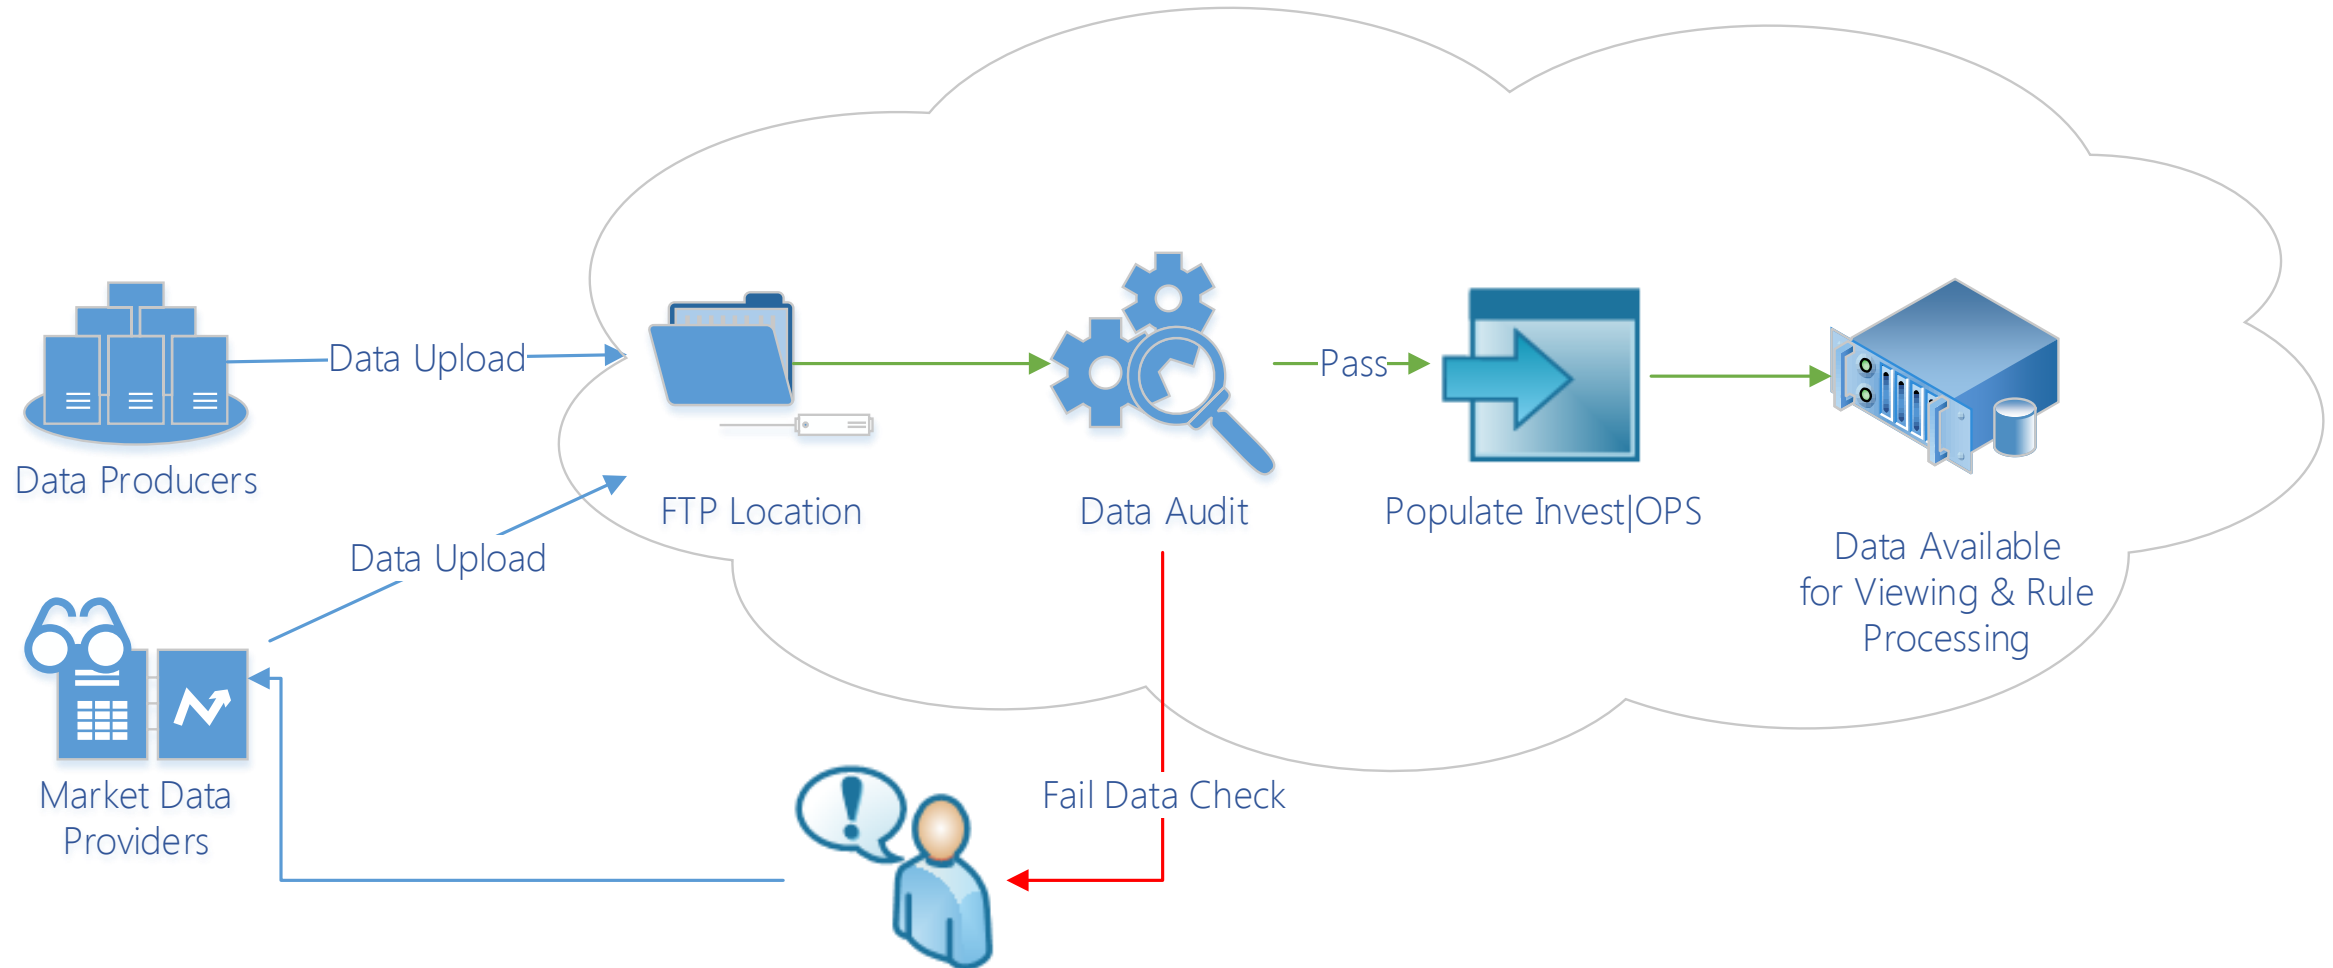 Data Upload
Pass
Data Producers
FTP Location
Data Audit
Populate Invest|OPS
Data Upload
Data Available
for Viewing & Rule
Processing
Market Data
Providers
Fail Data Check